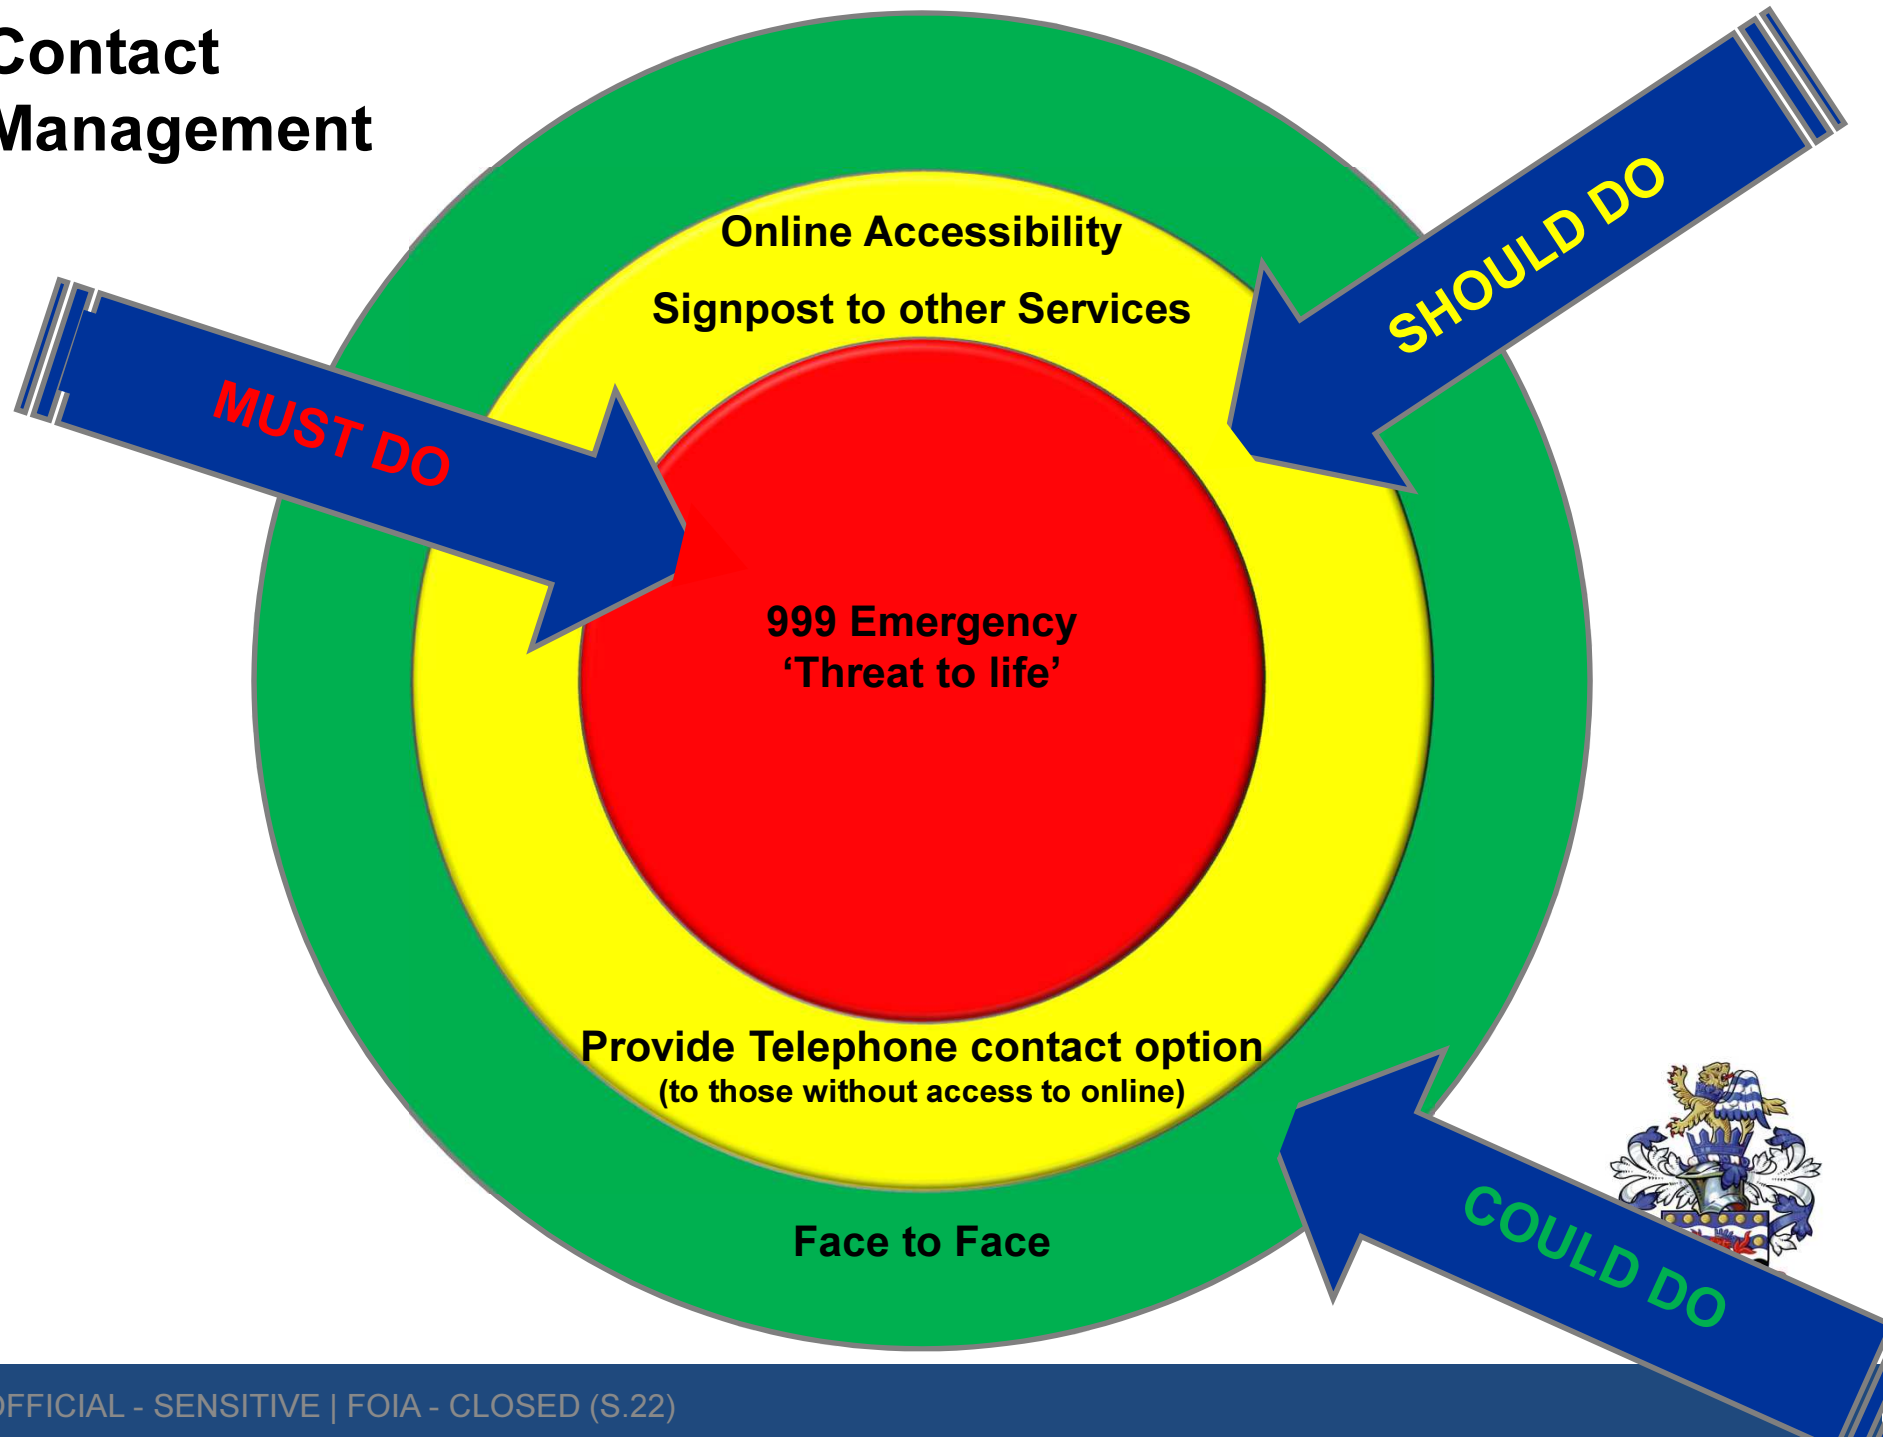 Contact
Management
Online Accessibility
Signpost to other Services
SHOULD DO
MUST DO
999 Emergency
‘Threat to life’
Provide Telephone contact option
(to those without access to online)
Face to Face
COULD DO
OFFICIAL - SENSITIVE | FOIA - CLOSED (S.22)